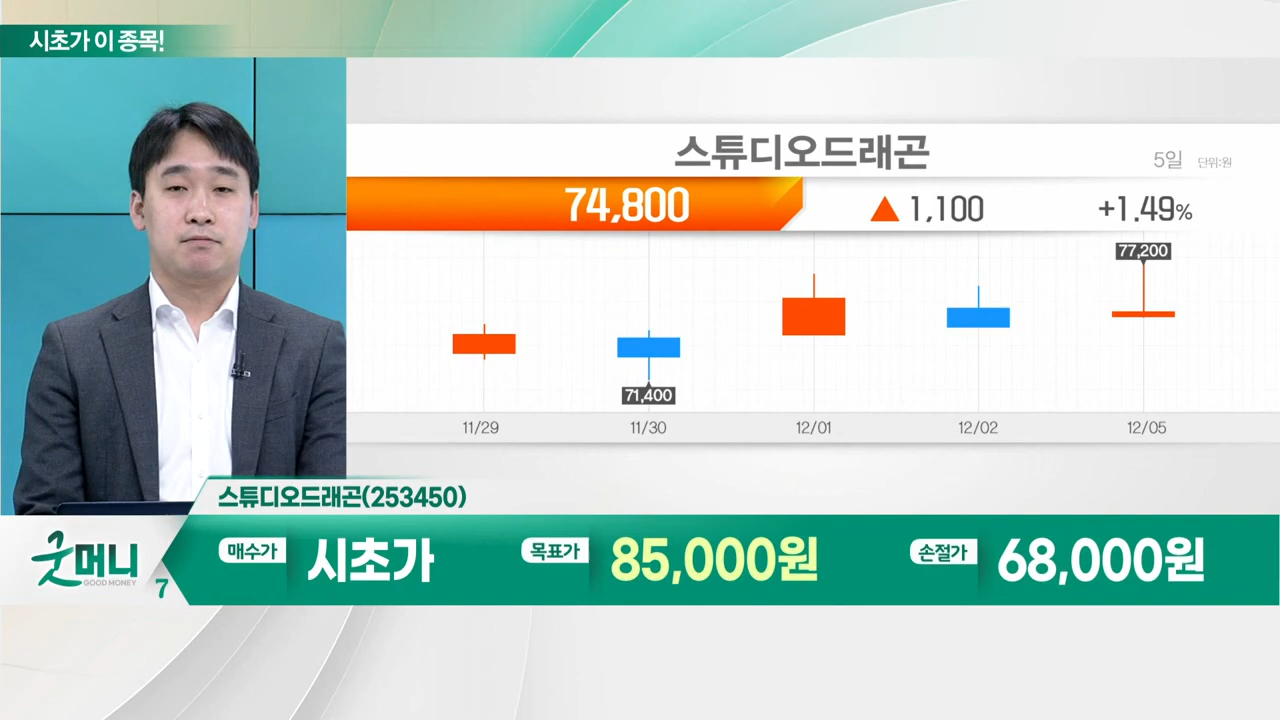 시초가 이 종목!
스튜디오드래곤
5일 단위:원
74,800 ▲ 1,100 +1.49%
77,200
71,400
11/29 11/30 12/01 12/02 12/05
스튜디오드래곤(253450)
굿머니
GOOD MONEY
7
매수가 시초가 목표가 85,000원 손절가 68,000원